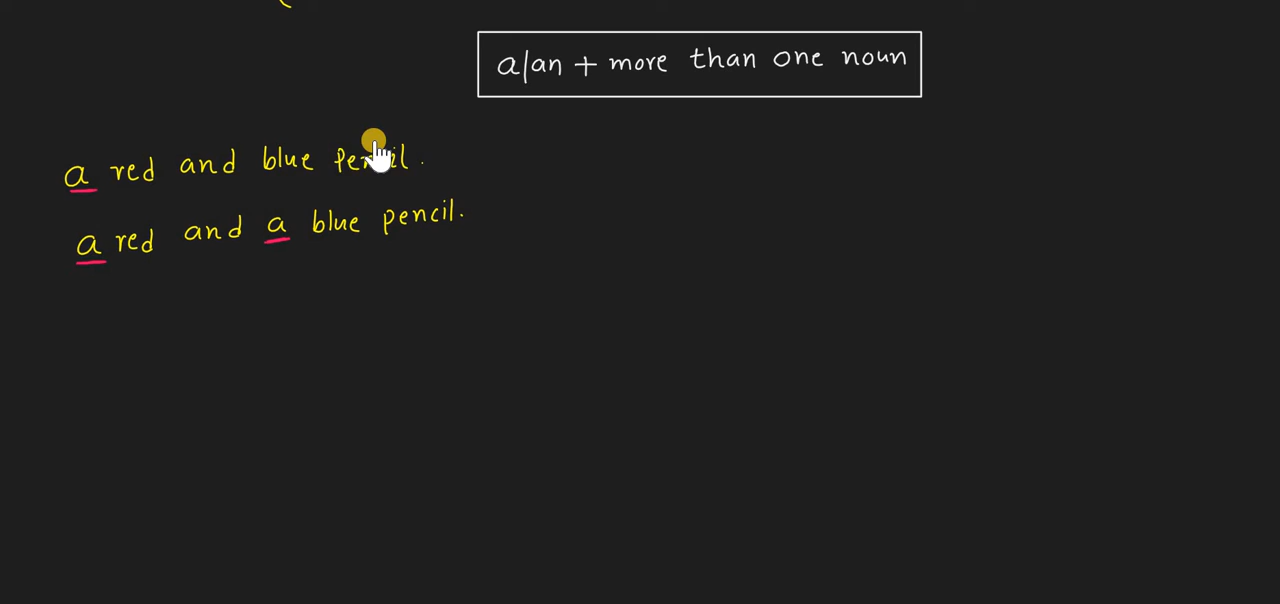 a/an + more than one noun
a red and blue pencil.
a red and a blue pencil.